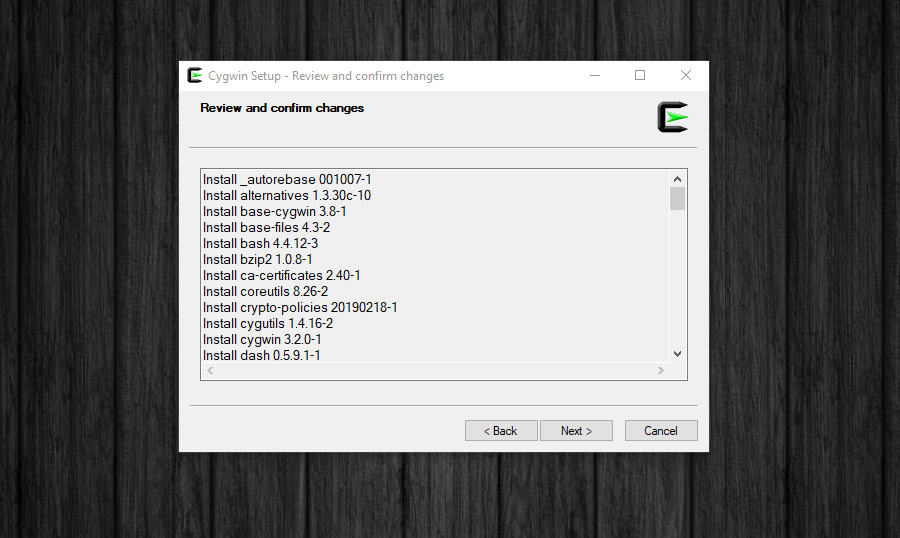 Cygwin Setup - Review and confirm changes
Review and confirm changes
Install _autorebase 001007-1
Install alternatives 1.3.30c-10
Install base-cygwin 3.8-1
Install base-files 4.3-2
Install bash 4.4.12-3
Install bzip2 1.0.8-1
Install ca-certificates 2.40-1
Install coreutils 8.26-2
Install crypto-policies 20190218-1
Install cygutils 1.4.16-2
Install cygwin 3.2.0-1
Install dash 0.5.9.1-1
< Back
Next >
Cancel